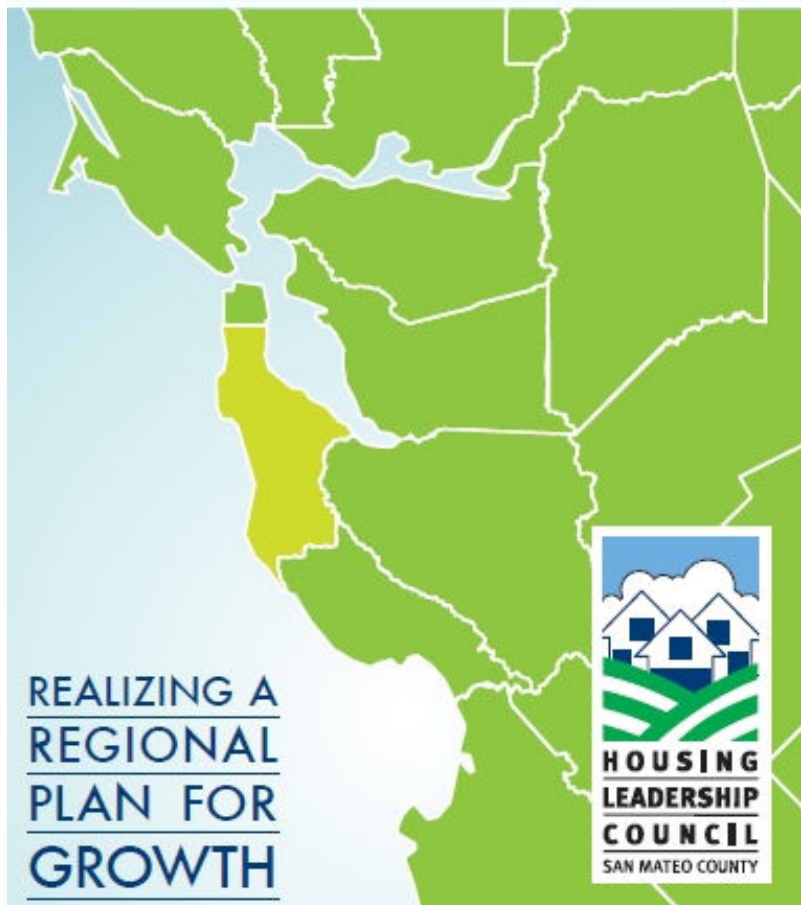 REALIZING A
REGIONAL
PLAN FOR
GROWTH
HOUSING
LEADERSHIP
COUNCIL
SAN MATEO COUNTY